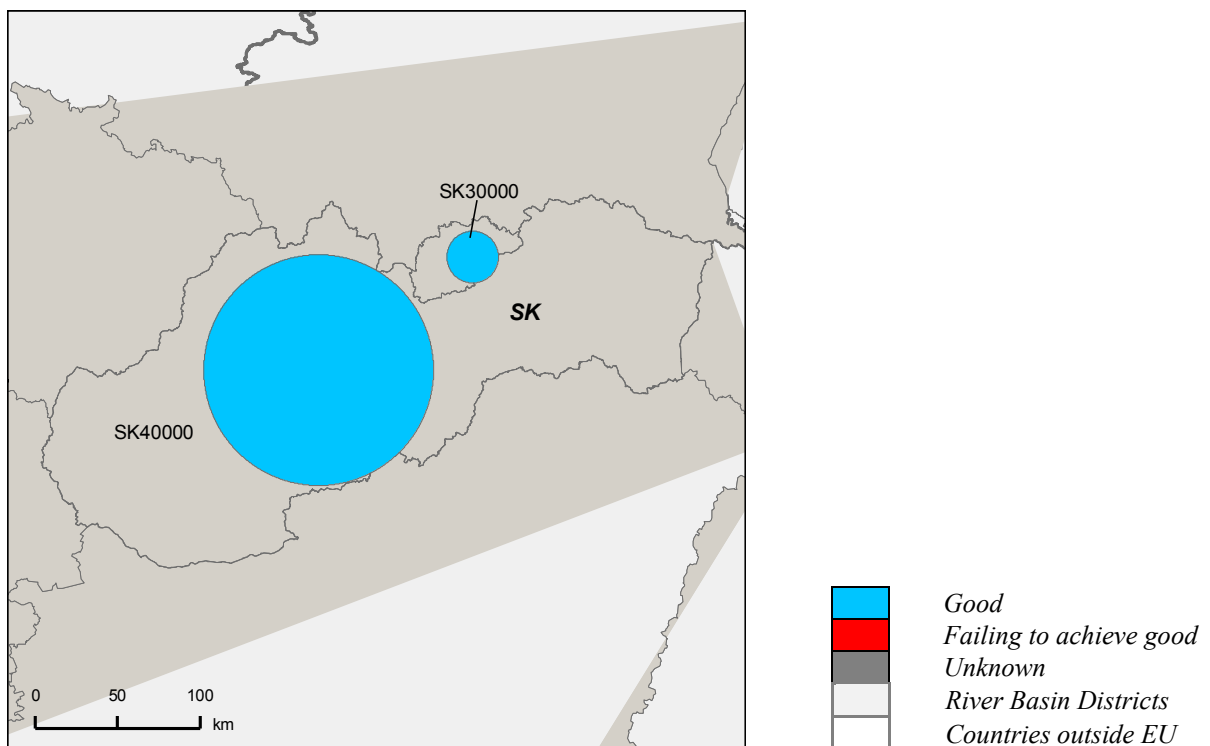 SK30000
SK
SK40000
0 50 100
km
Good
Failing to achieve good
Unknown
River Basin Districts
Countries outside EU